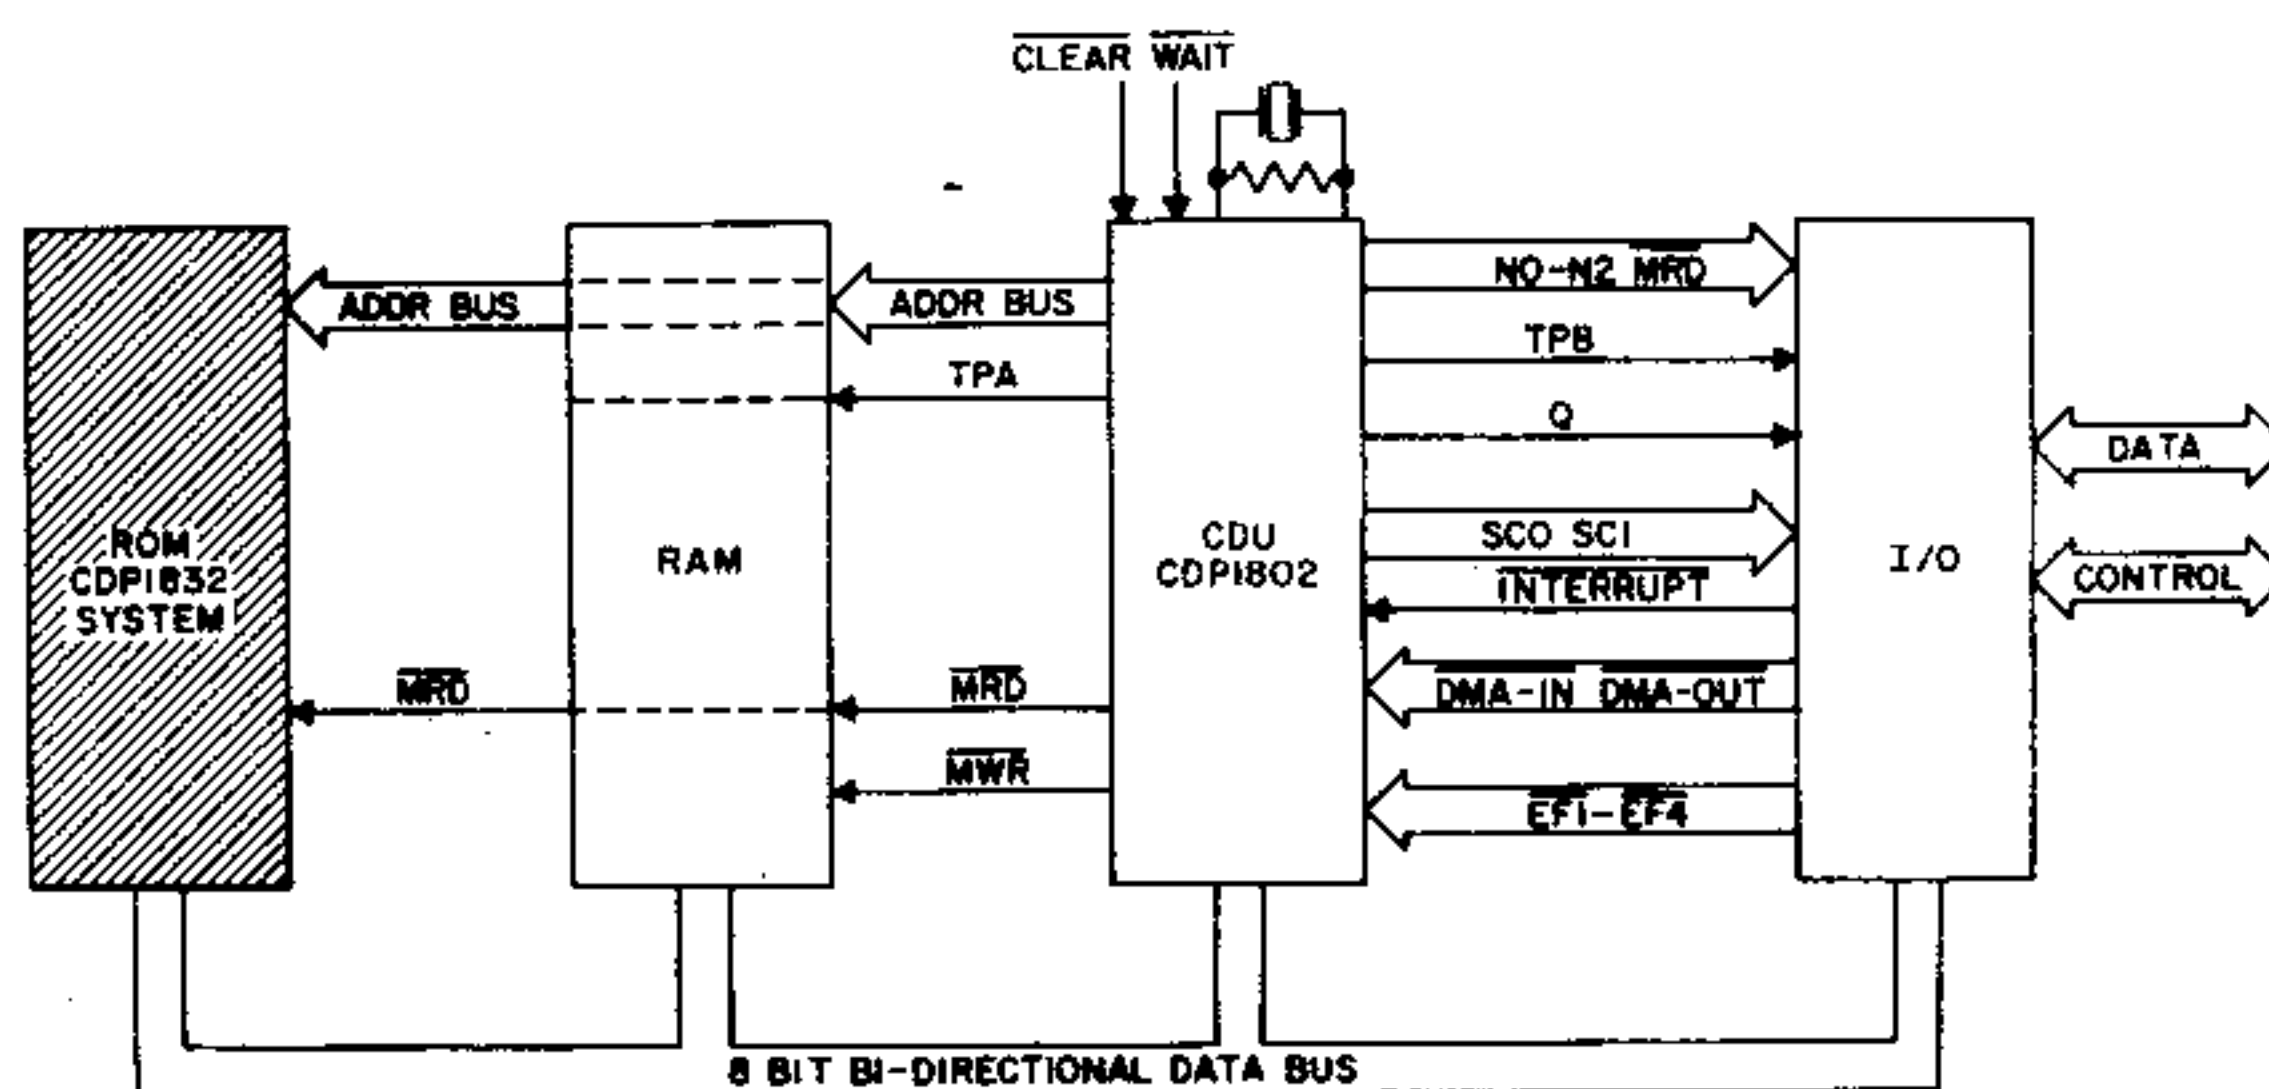 CLEAR WAIT
ADDR BUS
ADDR BUS
NO-N2 MRD
TPB
TPA
Q
DATA
ROM
CDP1832
SYSTEM
RAM
CDU
CDP1802
SCO SCI
I/O
INTERRUPT
CONTROL
MRD
MRD
DMA-IN DMA-OUT
MWR
EF1-EF4
8 BIT BI-DIRECTIONAL DATA BUS